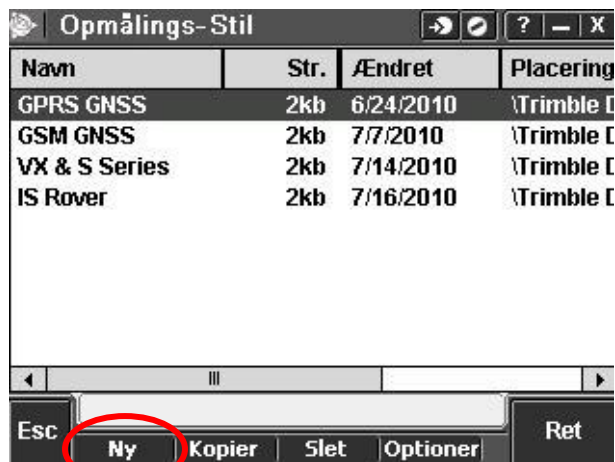 Opmålings-Stil ? – X
Navn Str. Ændret Placering
GPRS GNSS 2kb 6/24/2010 \Trimble D
GSM GNSS 2kb 7/7/2010 \Trimble D
VX & S Series 2kb 7/14/2010 \Trimble D
IS Rover 2kb 7/16/2010 \Trimble D
Esc Ny Kopier Slet Optioner Ret